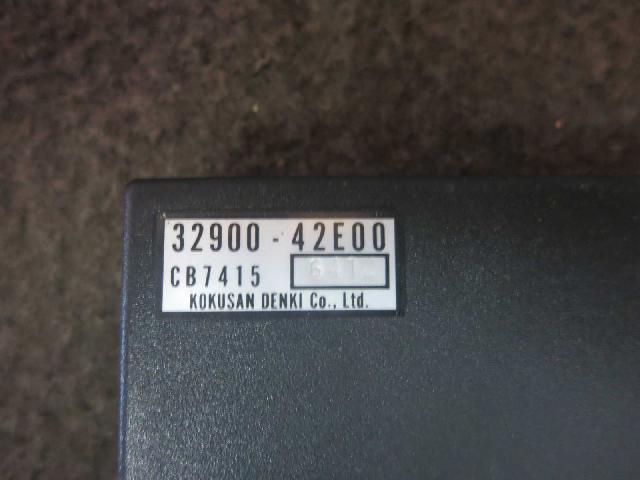 32900 - 42E00
CB7415
KOKUSAN DENKI Co., Ltd.